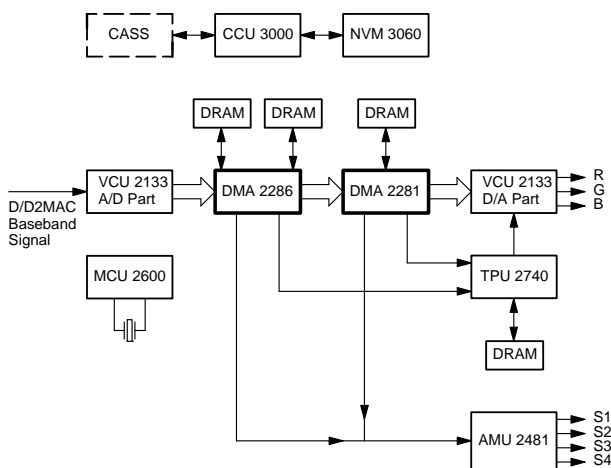 CASS
CCU 3000
NVM 3060
DRAM
DRAM
DRAM
VCU 2133
A/D Part
DMA 2286
DMA 2281
VCU 2133
D/A Part
R
G
B
D/D2MAC
Baseband
Signal
MCU 2600
TPU 2740
DRAM
AMU 2481
S1
S2
S3
S4